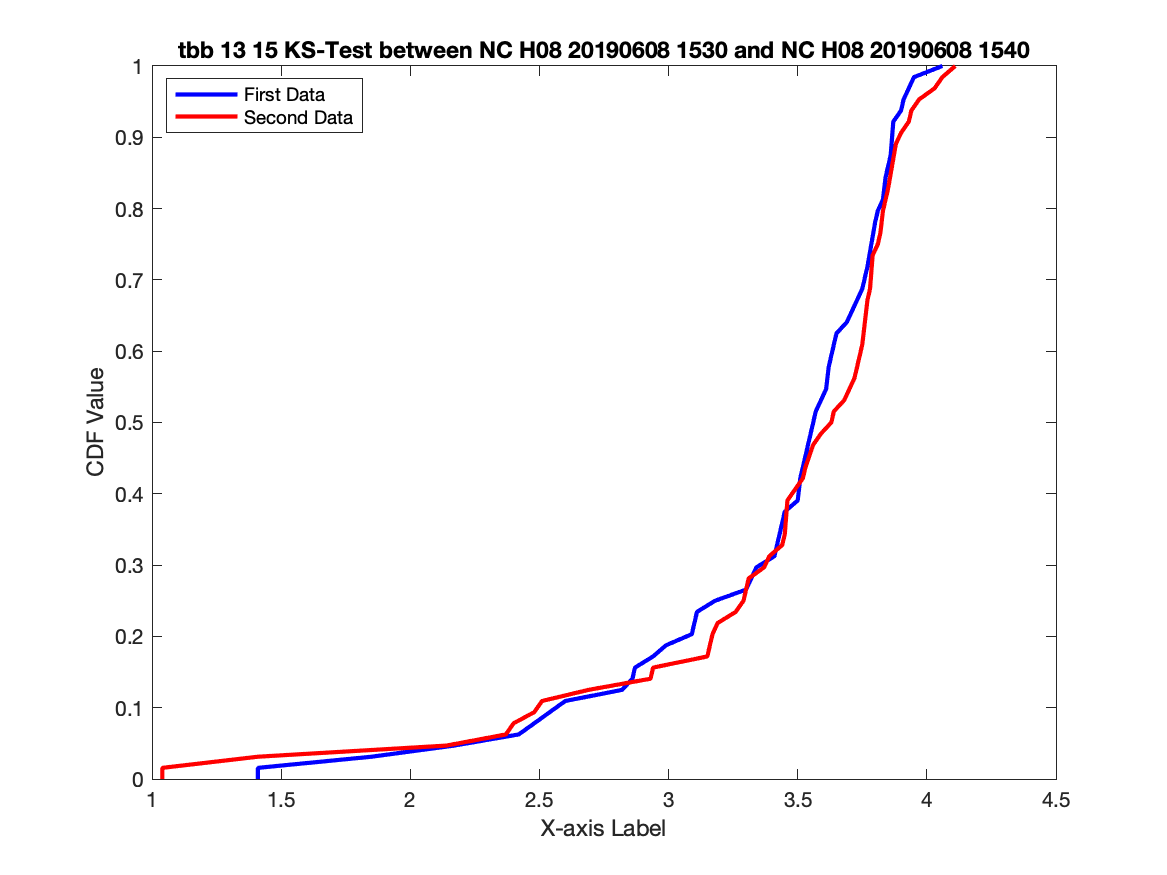 tbb 13 15 KS-Test between NC H08 20190608 1530 and NC H08 20190608 1540
First Data
Second Data
1
0.9
0.8
0.7
0.6
0.5
0.4
0.3
0.2
0.1
0
CDF Value
1 1.5 2 2.5 3 3.5 4 4.5
X-axis Label